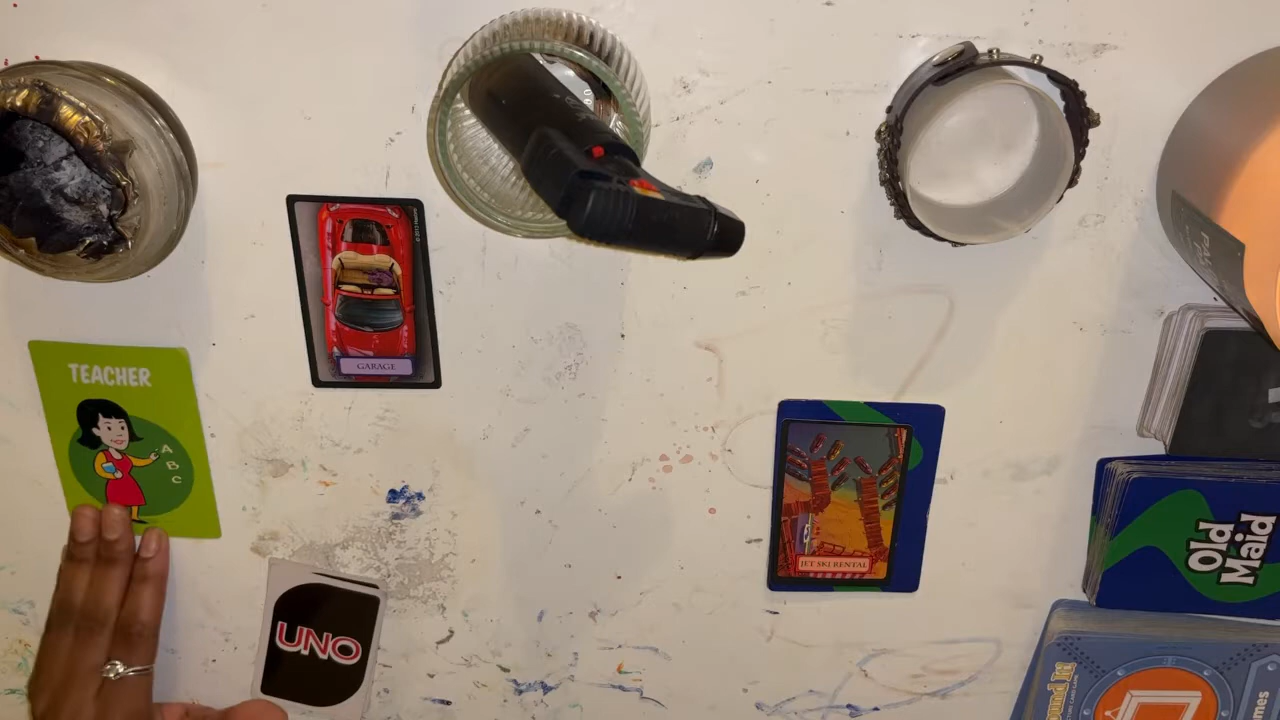 TEACHER
A
B
C
GARAGE
UNO
JET SKI RENTAL
Old
Maid